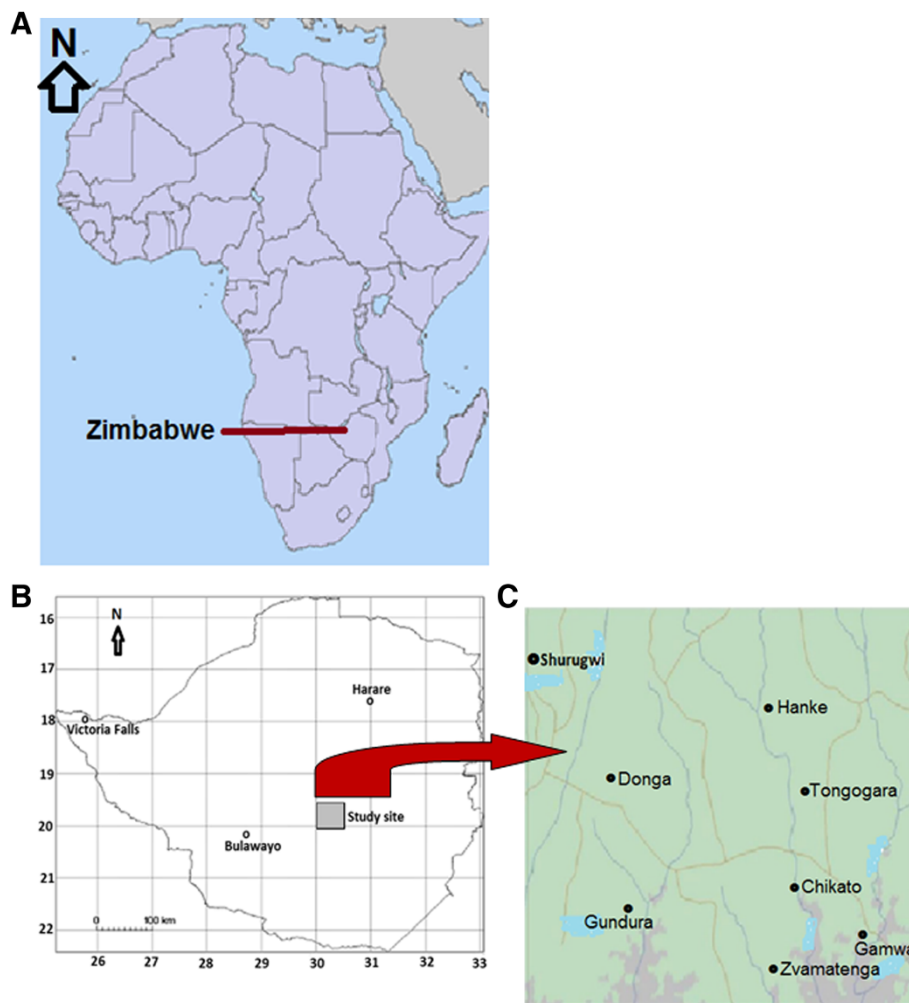 A
N
Zimbabwe
B
N
16
17
18
19
20
21
22
Harare
Victoria Falls
Study site
Bulawayo
0 100 km
26 27 28 29 30 31 32 33
C
Shurugwi
Hanke
Donga
Tongogara
Chikato
Gundura
Gamwa
Zvamatenga